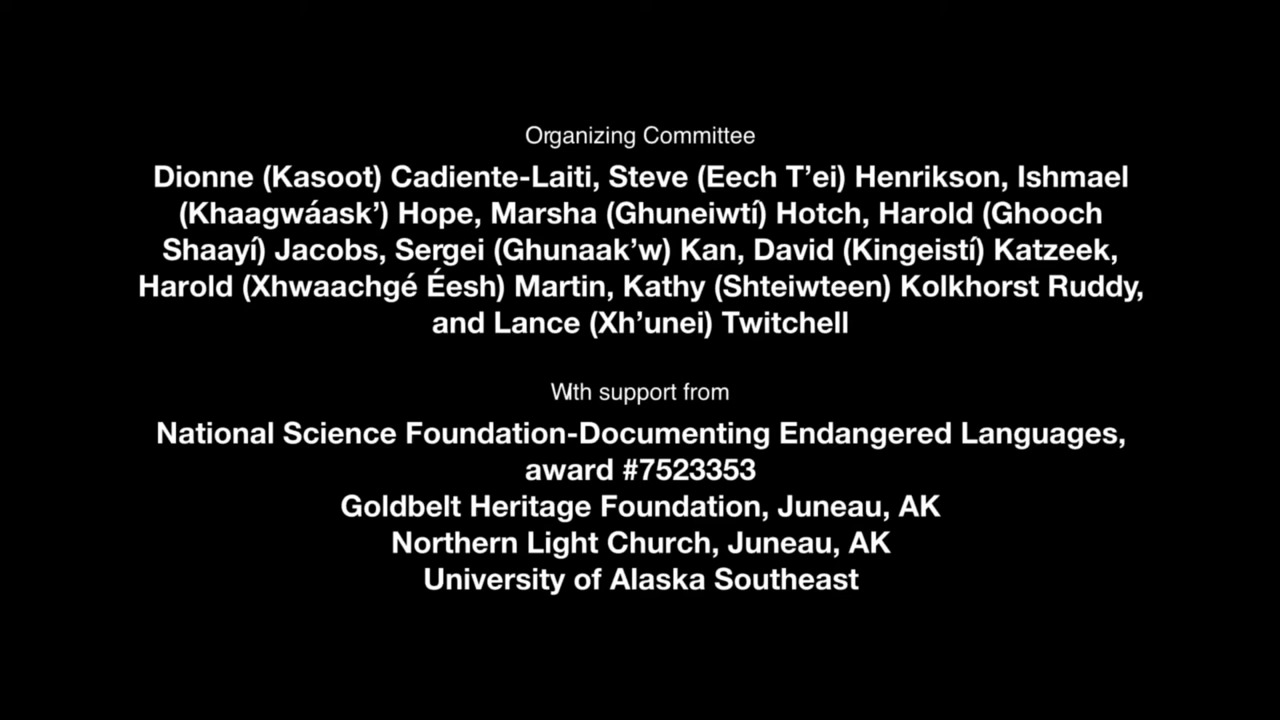 Organizing Committee
Dionne (Kasoot) Cadiente-Laiti, Steve (Eech T’ei) Henrikson, Ishmael
(Khaagwáask’) Hope, Marsha (Ghuneiwtí) Hotch, Harold (Ghooch
Shaayí) Jacobs, Sergei (Ghunaak’w) Kan, David (Kingeistí) Katzeek,
Harold (Xhwaachgé Éesh) Martin, Kathy (Shteiwteen) Kolkhorst Ruddy,
and Lance (Xh’unei) Twitchell
With support from
National Science Foundation-Documenting Endangered Languages,
award #7523353
Goldbelt Heritage Foundation, Juneau, AK
Northern Light Church, Juneau, AK
University of Alaska Southeast